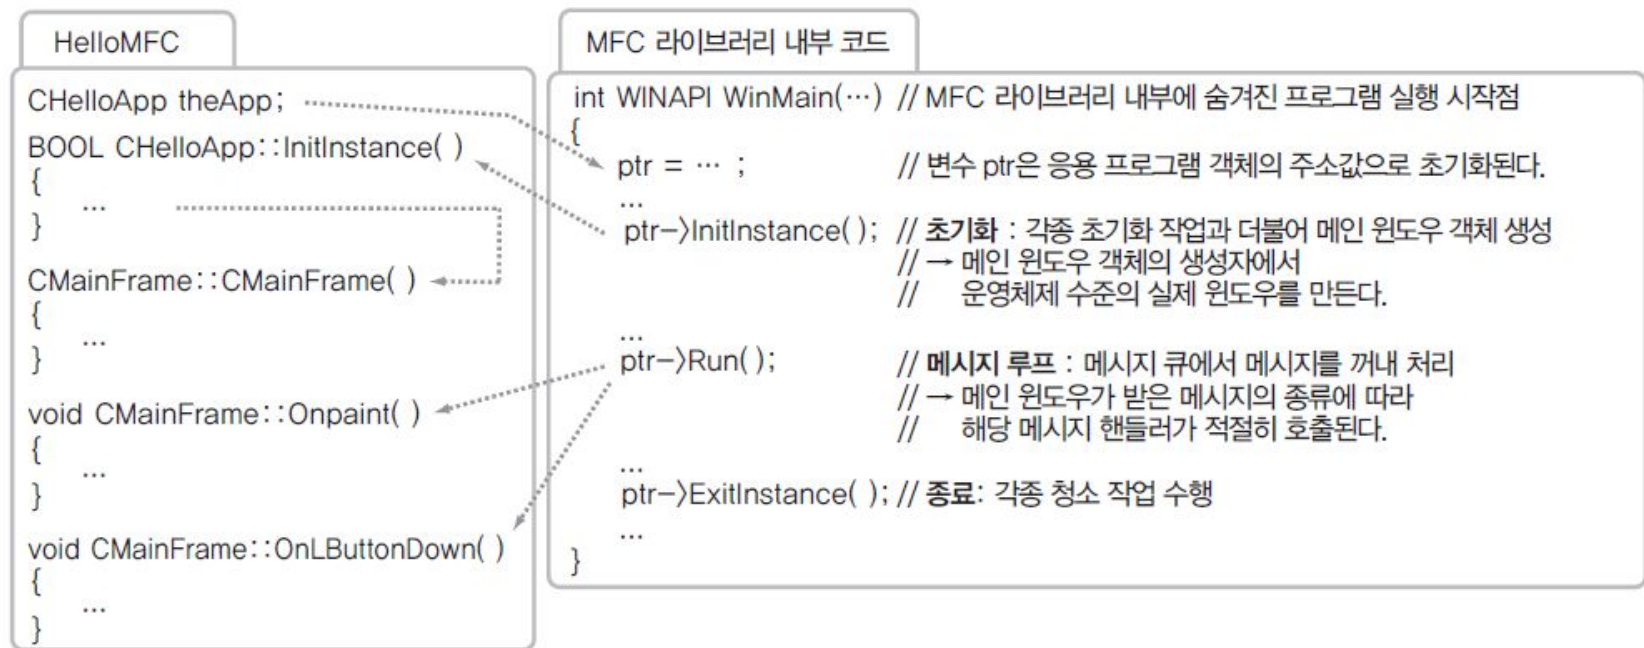 HelloMFC
CHelloApp theApp;
BOOL CHelloApp::InitInstance( )
{
...
}
CMainFrame::CMainFrame( )
{
...
}
void CMainFrame::Onpaint( )
{
...
}
void CMainFrame::OnLButtonDown( )
{
...
}
MFC 라이브러리 내부 코드
int WINAPI WinMain(…) // MFC 라이브러리 내부에 숨겨진 프로그램 실행 시작점
{
ptr = … ; // 변수 ptr은 응용 프로그램 객체의 주소값으로 초기화된다.
...
ptr->InitInstance( ); // 초기화 : 각종 초기화 작업과 더불어 메인 윈도우 객체 생성
// → 메인 윈도우 객체의 생성자에서
// 운영체제 수준의 실제 윈도우를 만든다.
...
ptr->Run( ); // 메시지 루프 : 메시지 큐에서 메시지를 꺼내 처리
// → 메인 윈도우가 받은 메시지의 종류에 따라
// 해당 메시지 핸들러가 적절히 호출된다.
...
ptr->ExitInstance( ); // 종료: 각종 청소 작업 수행
...
}